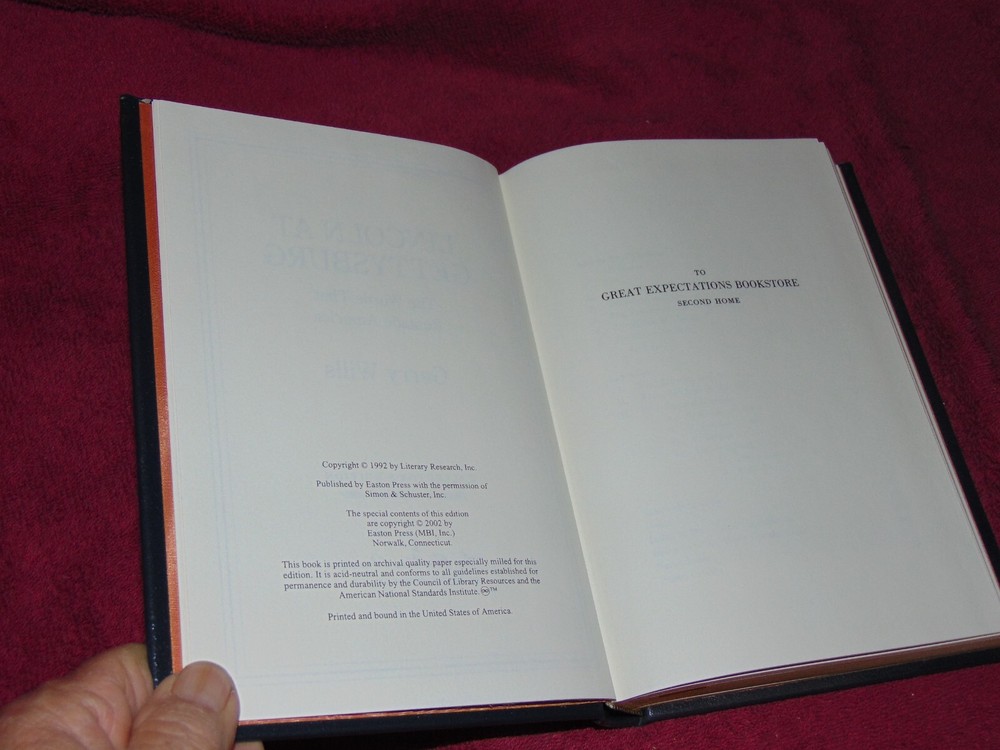 Copyright © 1992 by Literary Research, Inc.
Published by Easton Press with the permission of
Simon & Schuster, Inc.
The special contents of this edition
are copyright © 2002 by
Easton Press (MBI, Inc.)
Norwalk, Connecticut.
This book is printed on archival quality paper especially milled for this
edition. It is acid-neutral and conforms to all guidelines established for
permanence and durability by the Council of Library Resources and the
American National Standards Institute. ♾™
Printed and bound in the United States of America.
TO
GREAT EXPECTATIONS BOOKSTORE
SECOND HOME